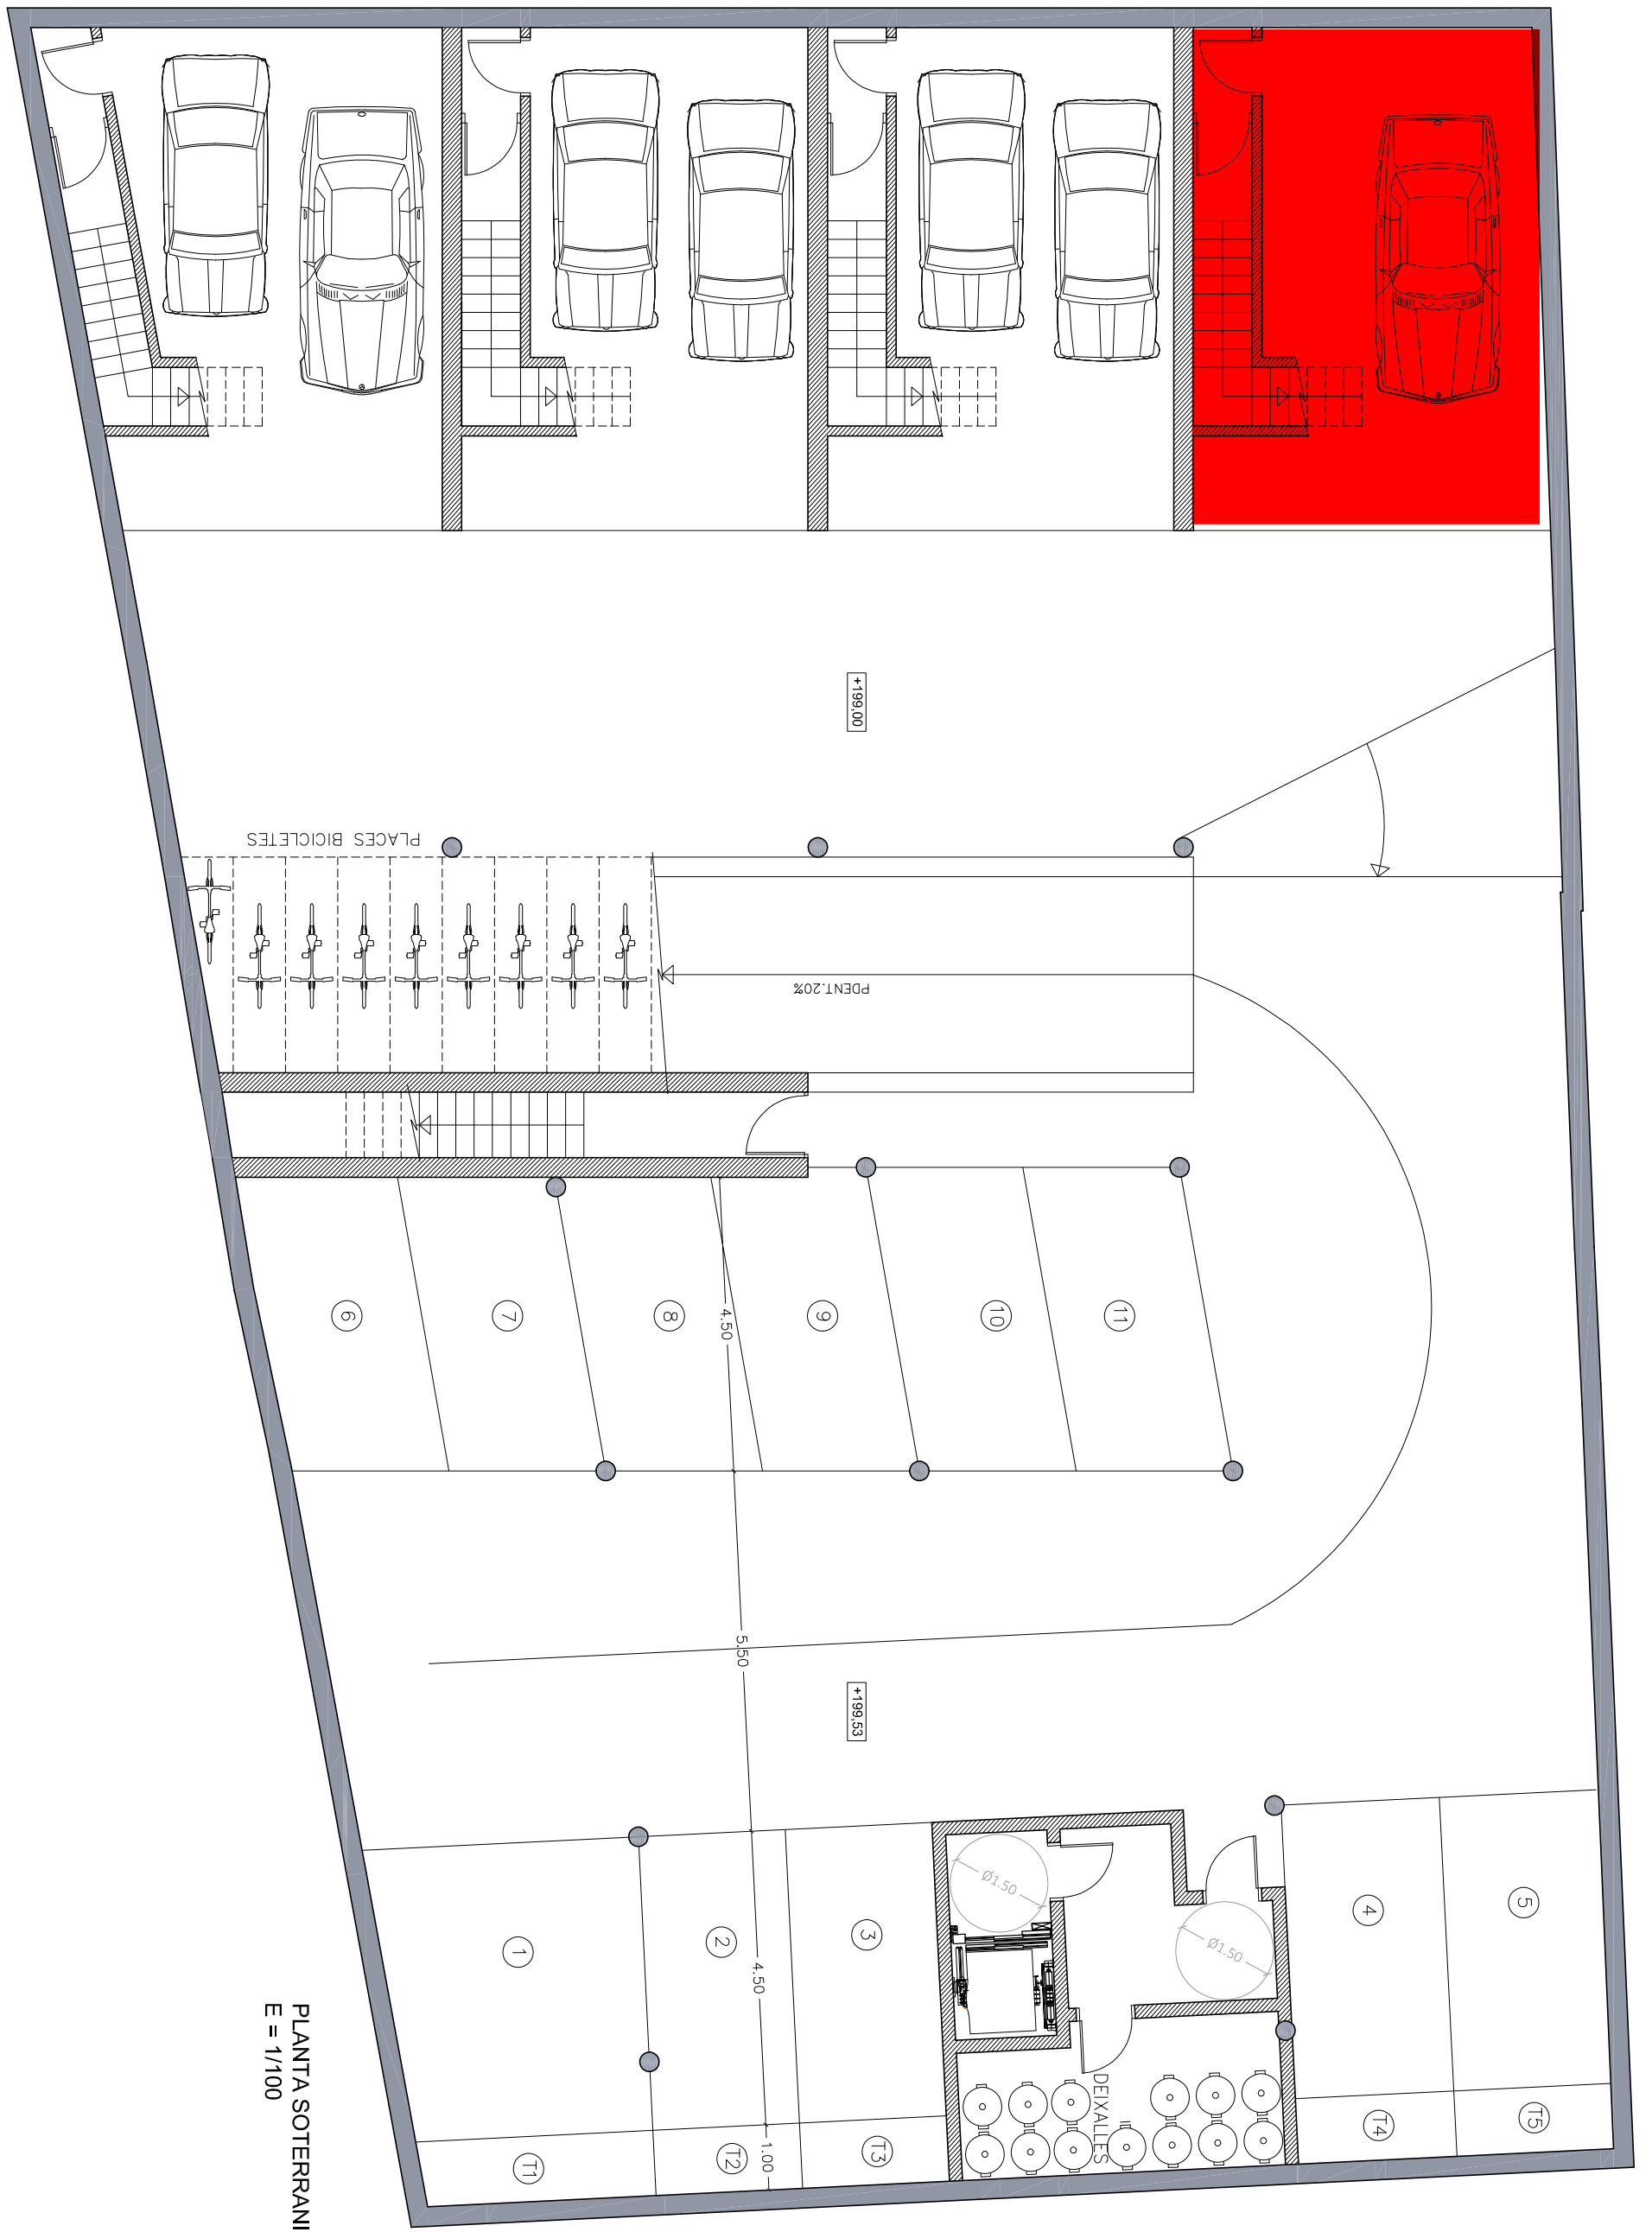 +199,00
PLACES BICICLETES
PDENT.20%
6
7
8
4.50
9
10
11
5.50
+199,53
1
2
3
4
5
Ø1.50
Ø1.50
4.50
DEIXALLES
T1
T2
1.00
T3
T4
T5
PLANTA SOTERRANI
E = 1/100